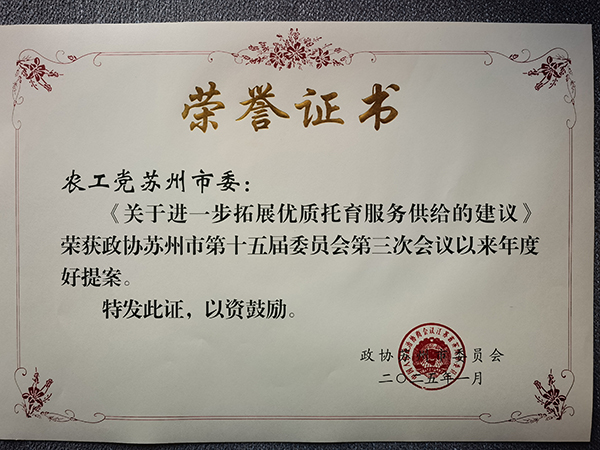 荣誉证书
农工党苏州市委：
《关于进一步拓展优质托育服务供给的建议》
荣获政协苏州市第十五届委员会第三次会议以来年度
好提案。
特发此证，以资鼓励。
政协苏州市委员会
二〇二五年一月